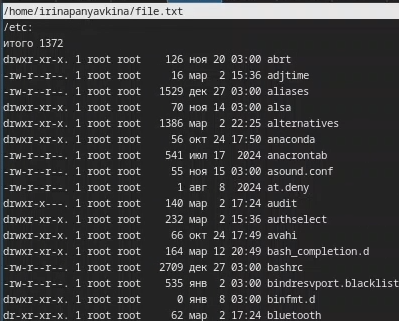 /home/irinapanyavkina/file.txt
/etc:
итого 1372
drwxr-xr-x. 1 root root    126 ноя 20 03:00 abrt
-rw-r--r--. 1 root root     16 мар  2 15:36 adjtime
-rw-r--r--. 1 root root   1529 дек 27 03:00 aliases
drwxr-xr-x. 1 root root     70 ноя 14 03:00 alsa
drwxr-xr-x. 1 root root   1386 мар  2 22:25 alternatives
drwxr-xr-x. 1 root root     56 окт 24 17:50 anaconda
-rw-r--r--. 1 root root    541 июл 17  2024 anacrontab
-rw-r--r--. 1 root root     55 ноя 15 03:00 asound.conf
-rw-r--r--. 1 root root      1 авг  8  2024 at.deny
drwxr-x---. 1 root root    140 мар  2 17:24 audit
drwxr-xr-x. 1 root root    232 мар  2 15:36 authselect
drwxr-xr-x. 1 root root     66 окт 24 17:49 avahi
drwxr-xr-x. 1 root root    164 мар 12 20:49 bash_completion.d
-rw-r--r--. 1 root root   2709 дек 27 03:00 bashrc
-rw-r--r--. 1 root root    535 янв  2 03:00 bindresvport.blacklist
drwxr-xr-x. 1 root root      0 янв  8 03:00 binfmt.d
dr-xr-xr-x. 1 root root     62 мар  2 17:24 bluetooth